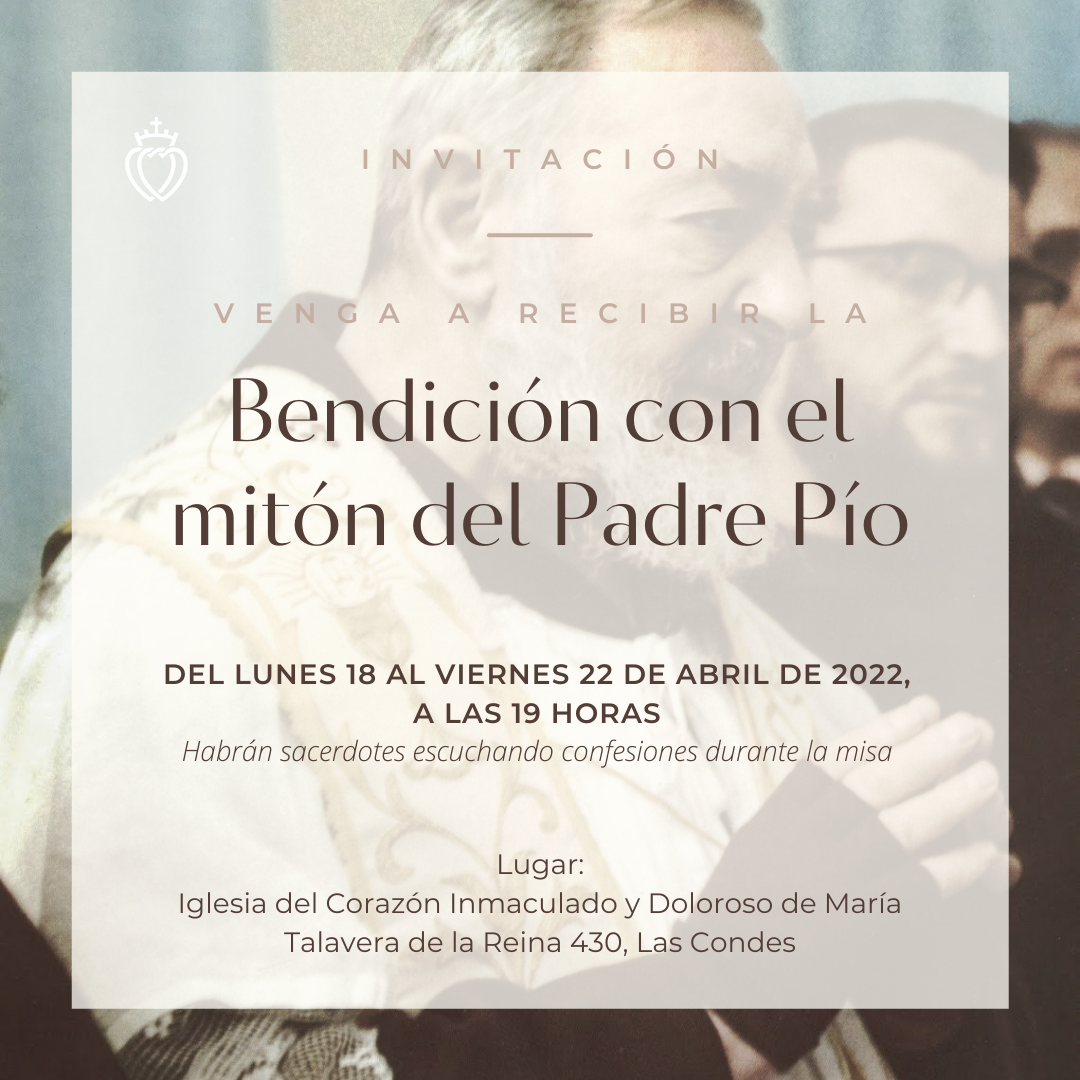 INVITACIÓN
VENGA A RECIBIR LA
Bendición con el
mitón del Padre Pío
DEL LUNES 18 AL VIERNES 22 DE ABRIL DE 2022,
A LAS 19 HORAS
Habrán sacerdotes escuchando confesiones durante la misa
Lugar:
Iglesia del Corazón Inmaculado y Doloroso de María
Talavera de la Reina 430, Las Condes